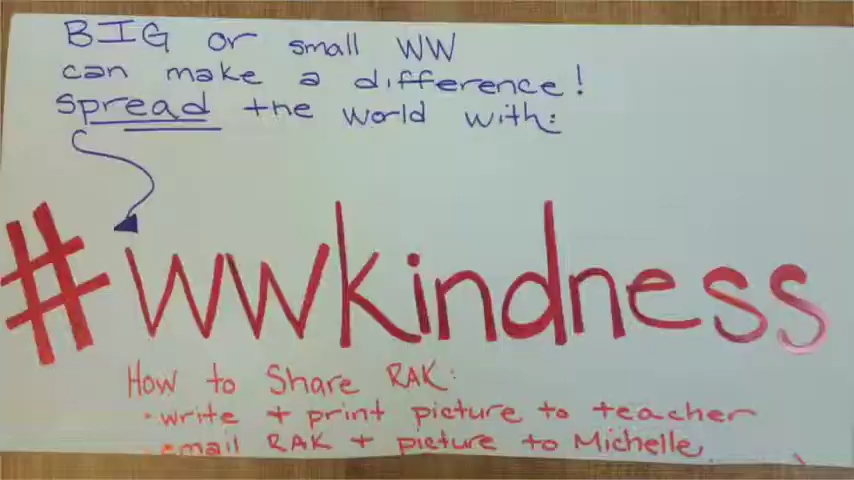 BIG or small WW
can make a difference!
spread the world with:
#wwkindness
How to Share RAK:
• write + print picture to teacher
• email RAK + picture to Michelle